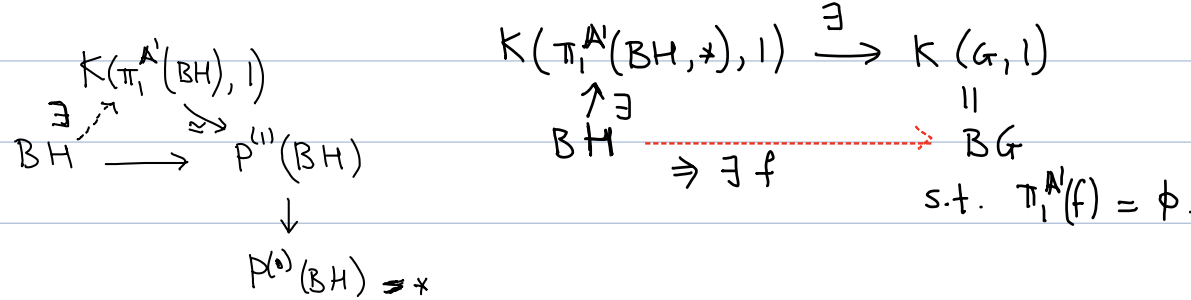 K(π₁^A¹(BH), 1)
∃
≃
BH → P^(1)(BH)
↓
P^(0)(BH) = *
K(π₁^A¹(BH, *), 1) ∃ → K(G, 1)
↑ ∃ ||
BH → BG
⇒ ∃ f
s.t. π₁^A¹(f) = ϕ.